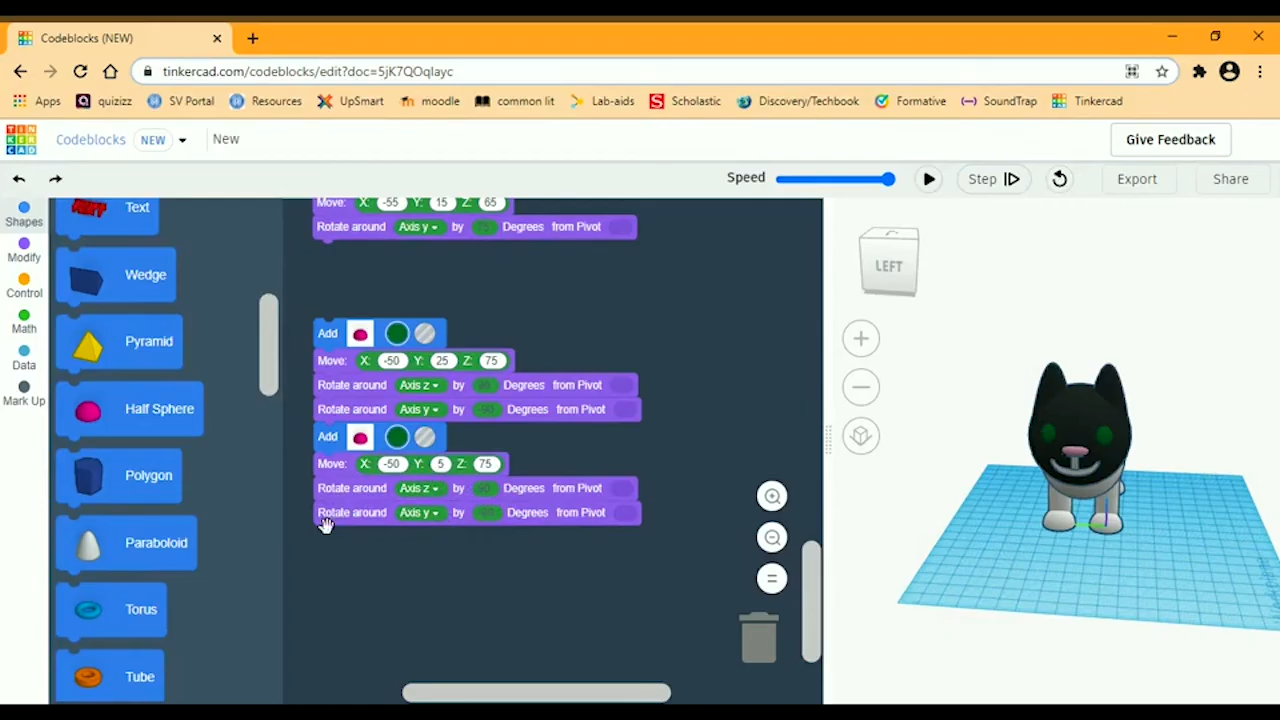 Codeblocks (NEW)
tinkercad.com/codeblocks/edit?doc=5jK7QOqlayc
Apps quizizz SV Portal Resources UpSmart moodle common lit Lab-aids Scholastic Discovery/Techbook Formative SoundTrap Tinkercad
TIN KER CAD Codeblocks NEW New Give Feedback
Speed Step Export Share
Shapes
Modify
Control
Math
Data
Mark Up
Text
Wedge
Pyramid
Half Sphere
Polygon
Paraboloid
Torus
Tube
Move: X: -55 Y: 15 Z: 65
Rotate around Axis y by Degrees from Pivot
Add
Move: X: -50 Y: 25 Z: 75
Rotate around Axis z by Degrees from Pivot
Rotate around Axis y by Degrees from Pivot
Add
Move: X: -50 Y: 5 Z: 75
Rotate around Axis z by Degrees from Pivot
Rotate around Axis y by Degrees from Pivot
LEFT